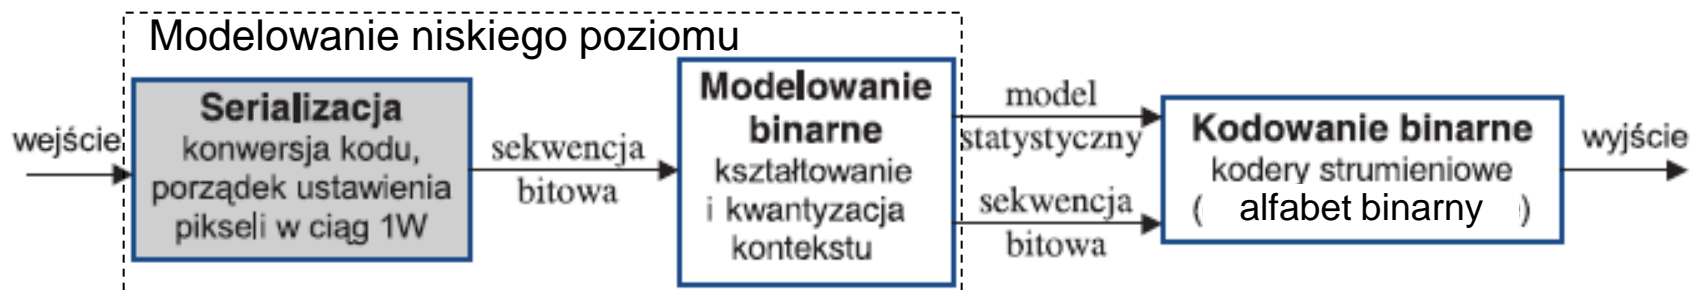 Modelowanie niskiego poziomu
wejście
Serializacja
konwersja kodu,
porządek ustawienia
pikseli w ciąg 1W
sekwencja
bitowa
Modelowanie
binarne
kształtowanie
i kwantyzacja
kontekstu
model
statystyczny
sekwencja
bitowa
Kodowanie binarne
kodery strumieniowe
( alfabet binarny )
wyjście